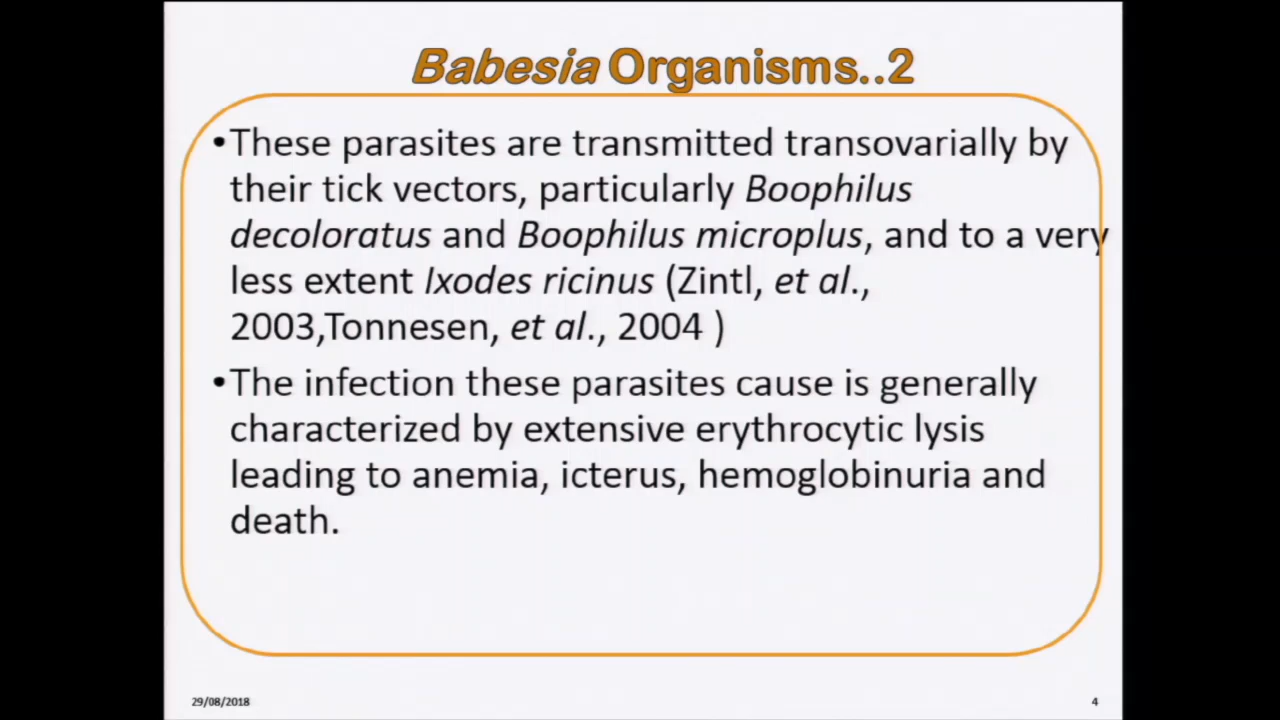 Babesia Organisms..2
•These parasites are transmitted transovarially by
their tick vectors, particularly Boophilus
decoloratus and Boophilus microplus, and to a very
less extent Ixodes ricinus (Zintl, et al.,
2003,Tonnesen, et al., 2004 )
•The infection these parasites cause is generally
characterized by extensive erythrocytic lysis
leading to anemia, icterus, hemoglobinuria and
death.
29/08/2018
4